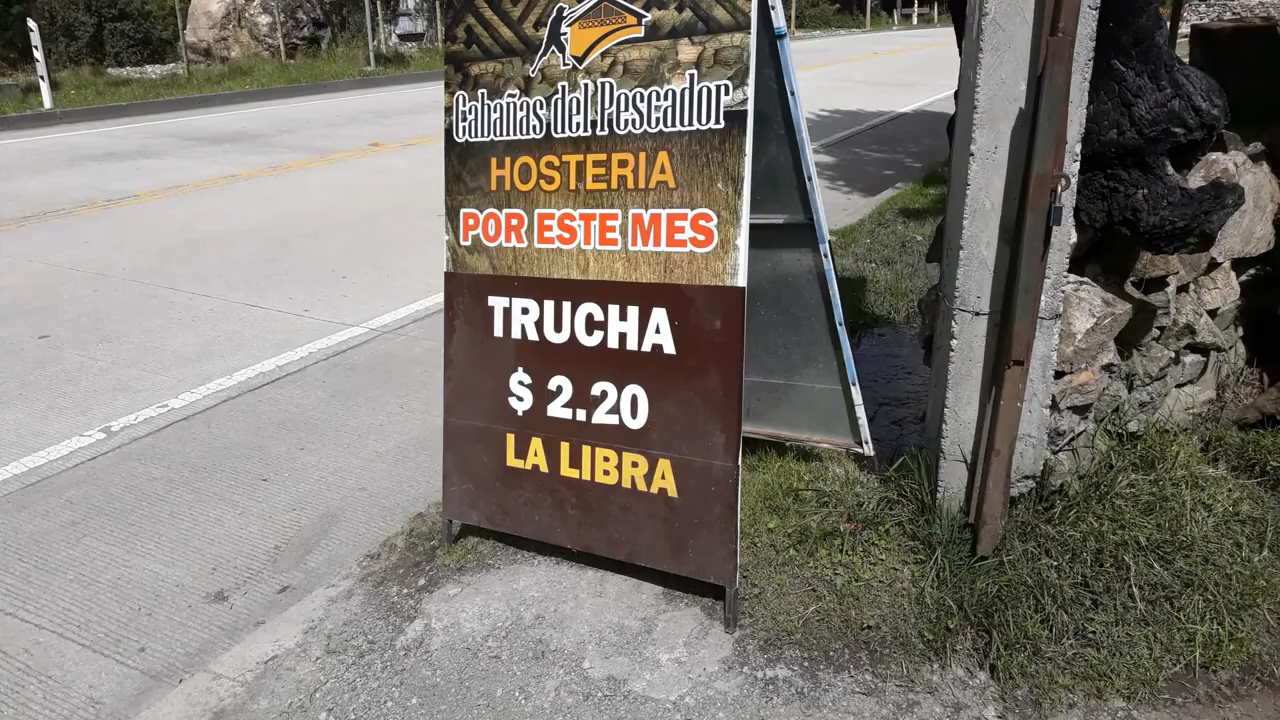 Cabañas del Pescador
HOSTERIA
POR ESTE MES
TRUCHA
$ 2.20
LA LIBRA